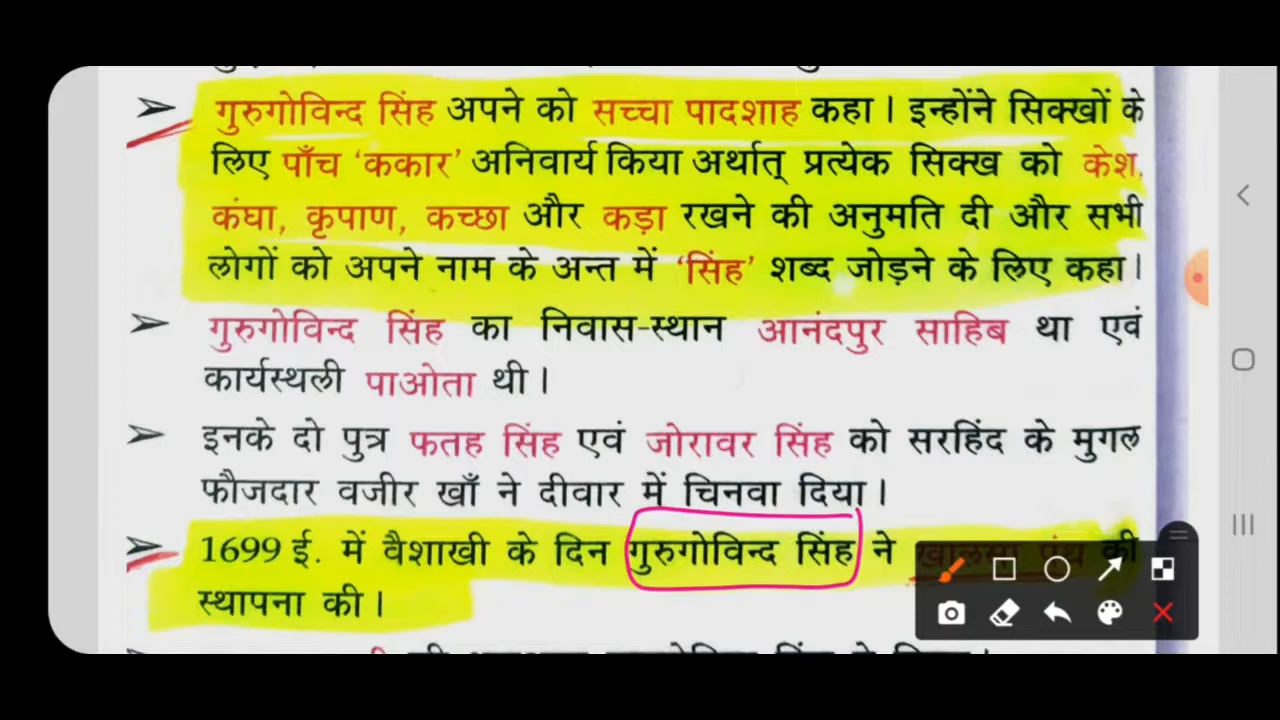 गुरुगोविन्द सिंह अपने को सच्चा पादशाह कहा। इन्होंने सिक्खों के
लिए पाँच 'ककार' अनिवार्य किया अर्थात् प्रत्येक सिक्ख को केश,
कंघा, कृपाण, कच्छा और कड़ा रखने की अनुमति दी और सभी
लोगों को अपने नाम के अन्त में 'सिंह' शब्द जोड़ने के लिए कहा।
गुरुगोविन्द सिंह का निवास-स्थान आनंदपुर साहिब था एवं
कार्यस्थली पाओता थी।
इनके दो पुत्र फतह सिंह एवं जोरावर सिंह को सरहिंद के मुगल
फौजदार वजीर खाँ ने दीवार में चिनवा दिया।
1699 ई. में वैशाखी के दिन गुरुगोविन्द सिंह ने खालसा पंथ की
स्थापना की।